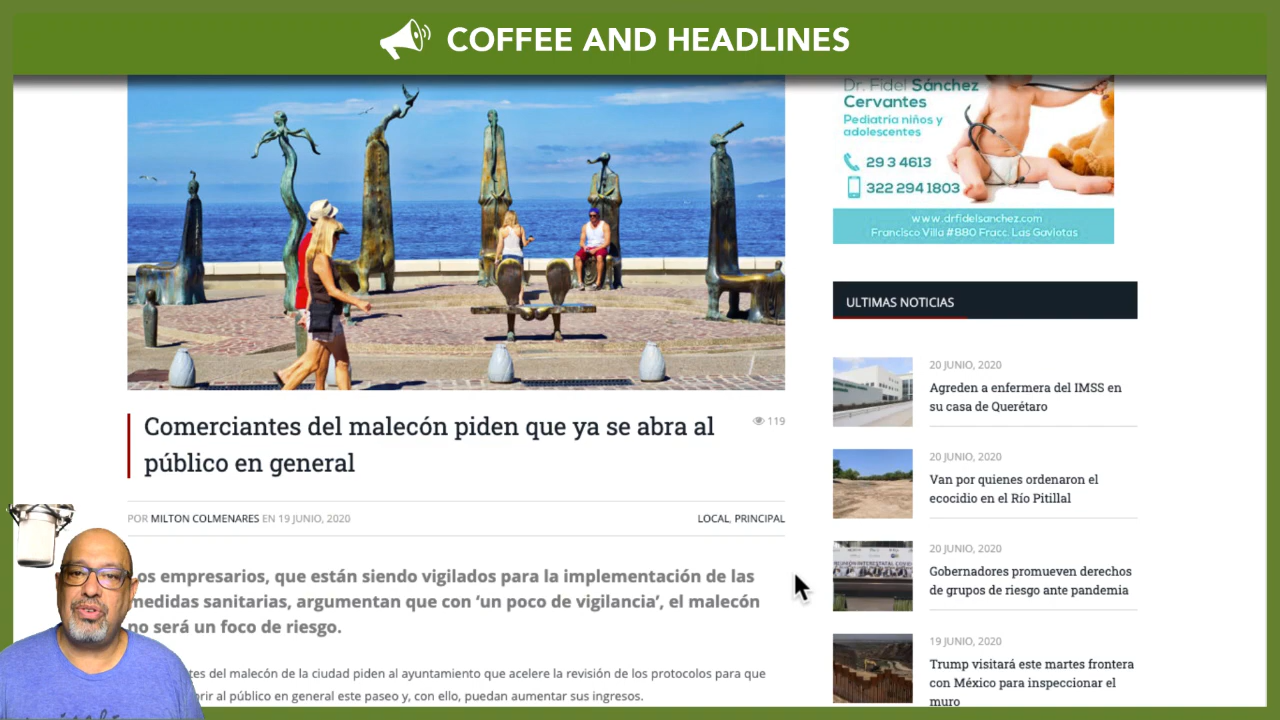 COFFEE AND HEADLINES
Comerciantes del malecón piden que ya se abra al
público en general
119
POR MILTON COLMENARES EN 19 JUNIO, 2020
LOCAL, PRINCIPAL
os empresarios, que están siendo vigilados para la implementación de las
medidas sanitarias, argumentan que con ‘un poco de vigilancia’, el malecón
no será un foco de riesgo.
tes del malecón de la ciudad piden al ayuntamiento que acelere la revisión de los protocolos para que
rir al público en general este paseo y, con ello, puedan aumentar sus ingresos.
Dr. Fidel Sánchez
Cervantes
Pediatria niños y
adolescentes
29 3 4613
322 294 1803
www.drfidelsanchez.com
Francisco Villa #880 Fracc. Las Gaviotas
ULTIMAS NOTICIAS
20 JUNIO, 2020
Agreden a enfermera del IMSS en
su casa de Querétaro
20 JUNIO, 2020
Van por quienes ordenaron el
ecocidio en el Río Pitillal
20 JUNIO, 2020
Gobernadores promueven derechos
de grupos de riesgo ante pandemia
19 JUNIO, 2020
Trump visitará este martes frontera
con México para inspeccionar el
muro